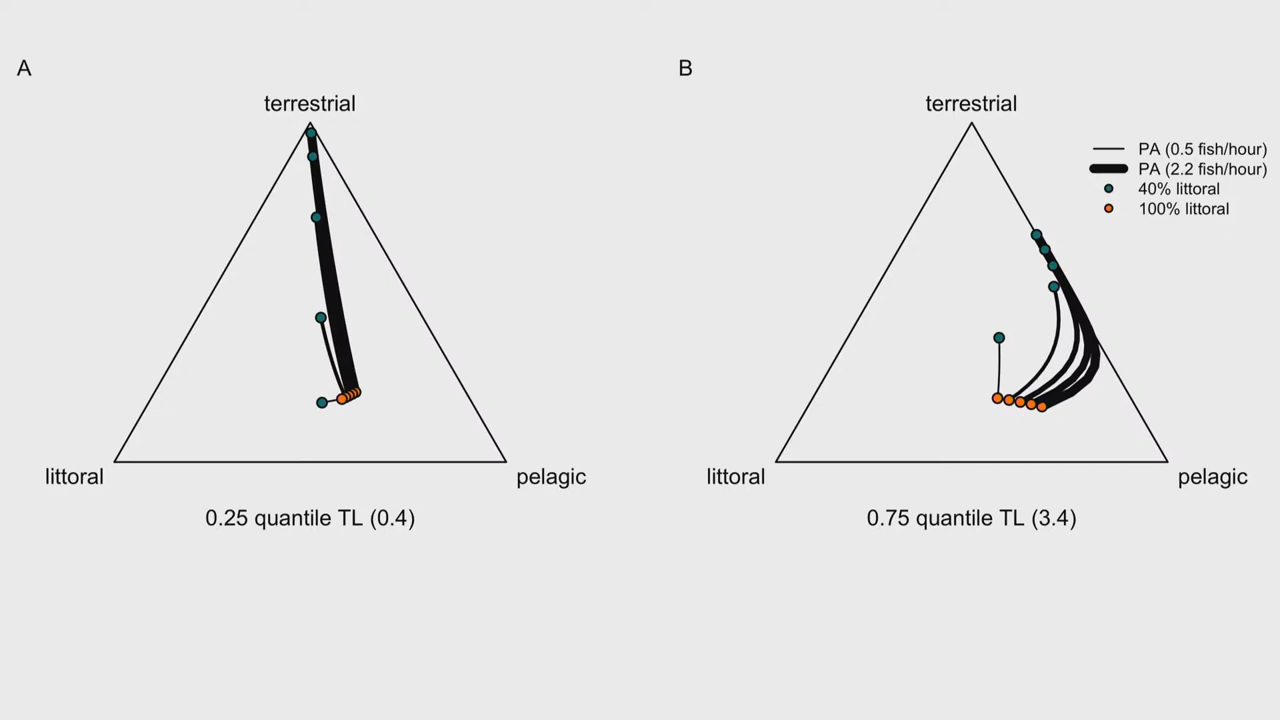 A
terrestrial
littoral
pelagic
0.25 quantile TL (0.4)
B
terrestrial
PA (0.5 fish/hour)
PA (2.2 fish/hour)
40% littoral
100% littoral
littoral
pelagic
0.75 quantile TL (3.4)